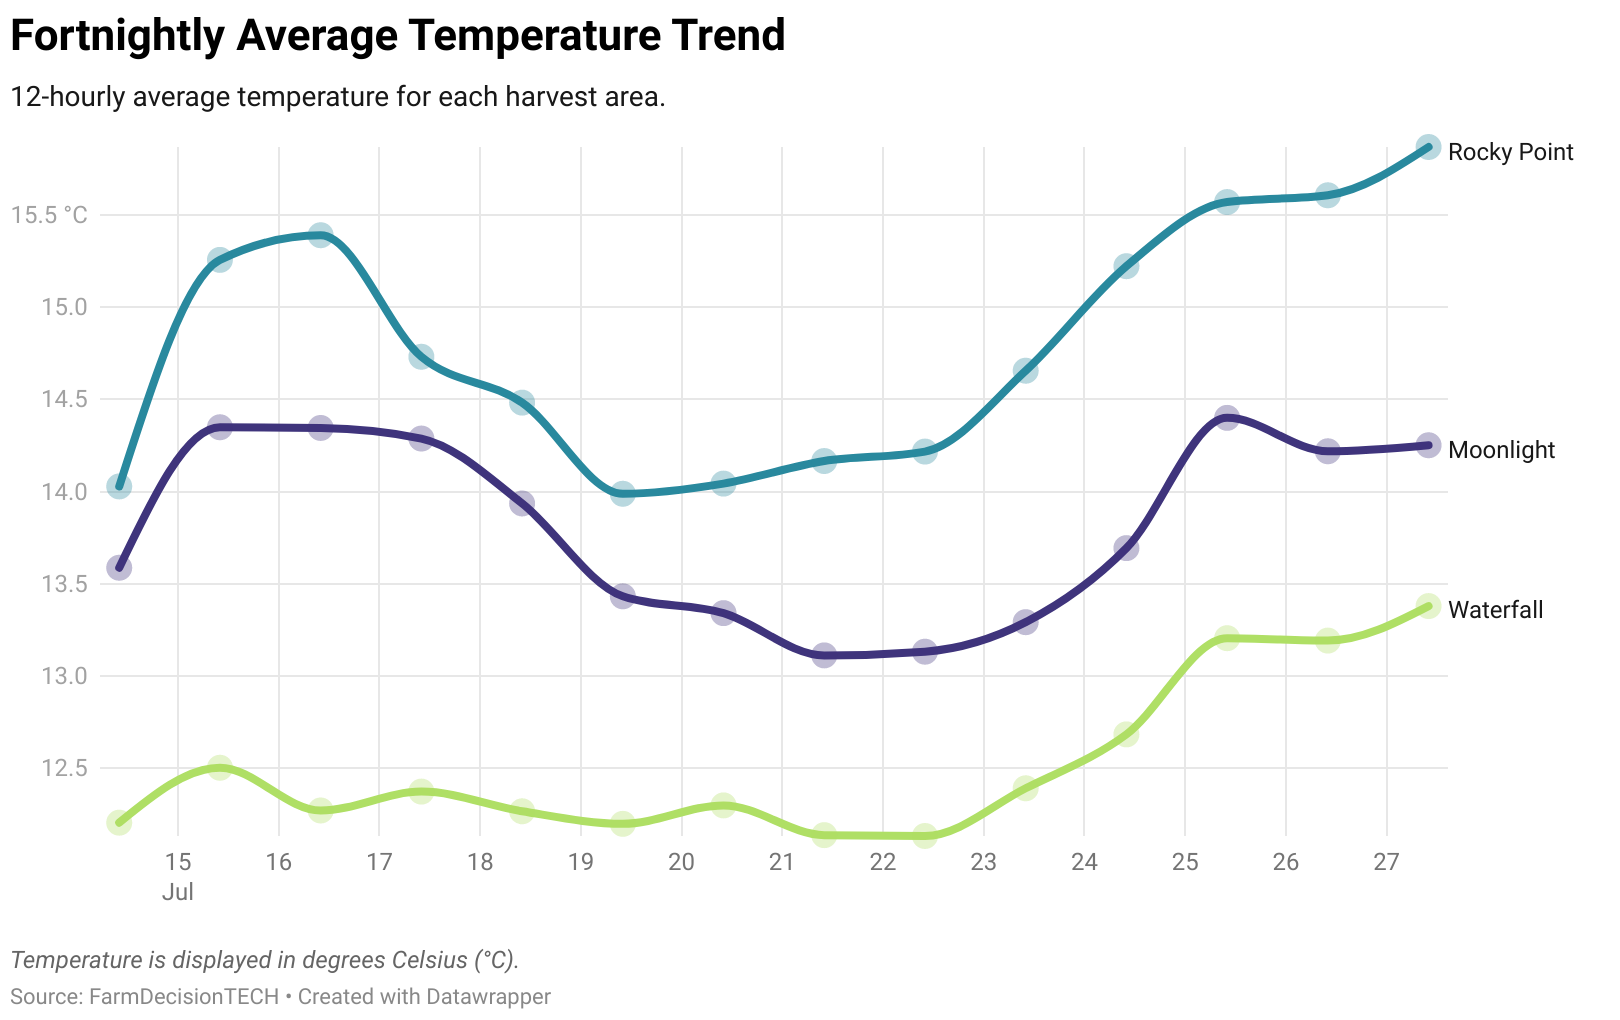 Fortnightly Average Temperature Trend
12-hourly average temperature for each harvest area.
Rocky Point
15.5 °C
15.0
14.5
Moonlight
14.0
13.5
Waterfall
13.0
12.5
15 16 17 18 19 20 21 22 23 24 25 26 27
Jul
Temperature is displayed in degrees Celsius (°C).
Source: FarmDecisionTECH • Created with Datawrapper